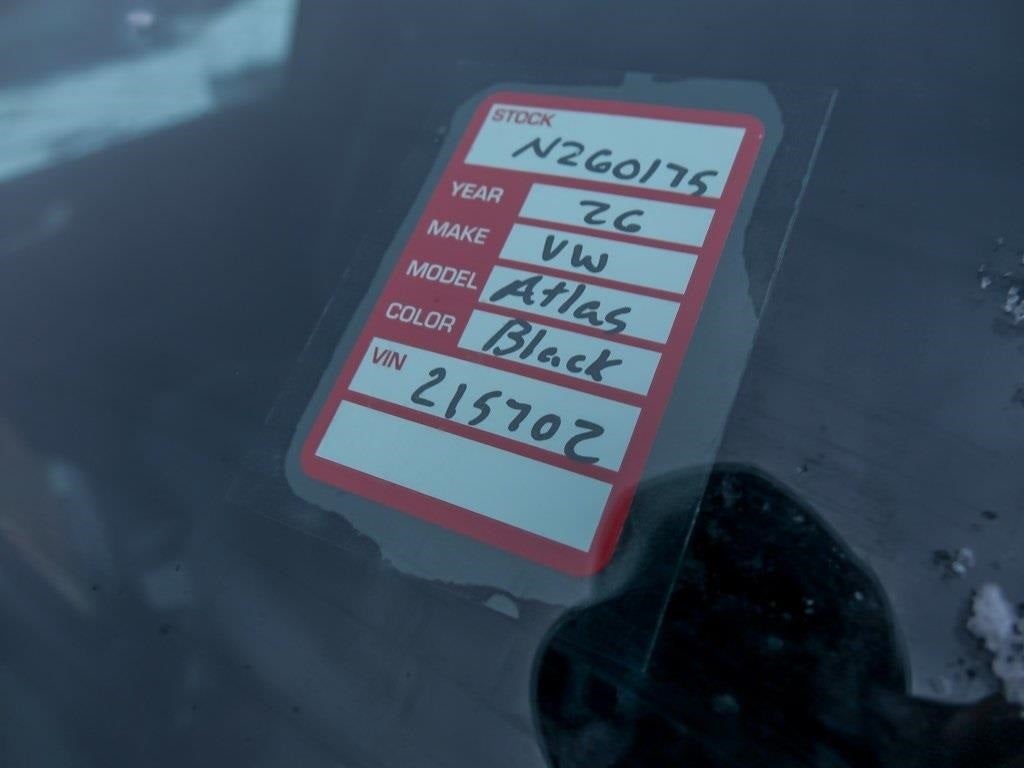 STOCK
N260175
YEAR 26
MAKE VW
MODEL Atlas
COLOR Black
VIN
215702